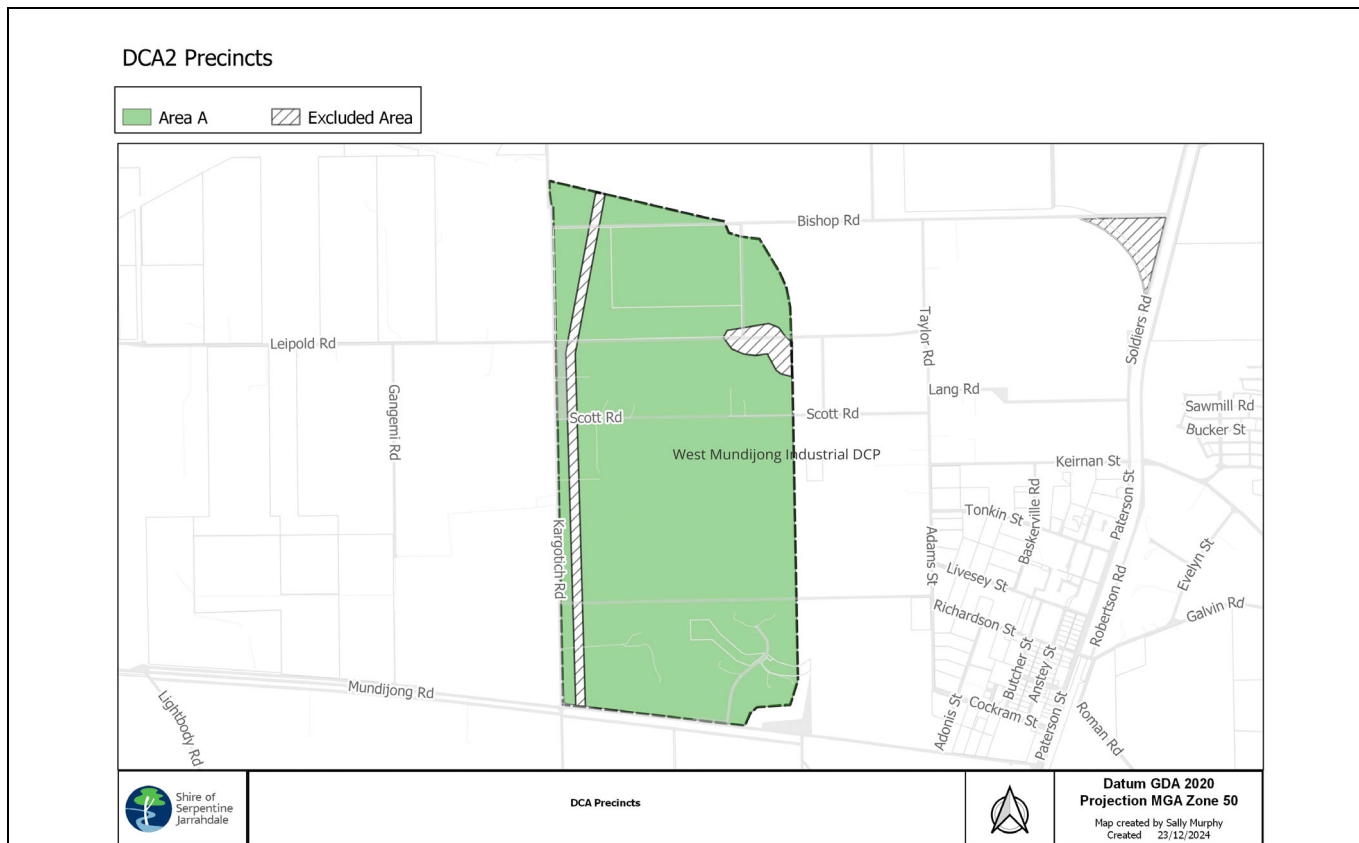 DCA2 Precincts
Area A
Excluded Area
Bishop Rd
Soldiers Rd
Taylor Rd
Leipold Rd
Gangemi Rd
Lang Rd
Scott Rd
Scott Rd
Sawmill Rd
Bucker St
West Mundijong Industrial DCP
Keirnan St
Paterson St
Baskerville Rd
Tonkin St
Kargotich Rd
Adams St
Livesey St
Evelyn St
Robertson Rd
Richardson St
Galvin Rd
Butcher St
Anstey St
Mundijong Rd
Lightbody Rd
Adonis St
Cockram St
Paterson St
Roman Rd
Shire of
Serpentine
Jarrahdale
DCA Precincts
Datum GDA 2020
Projection MGA Zone 50
Map created by Sally Murphy
Created 23/12/2024